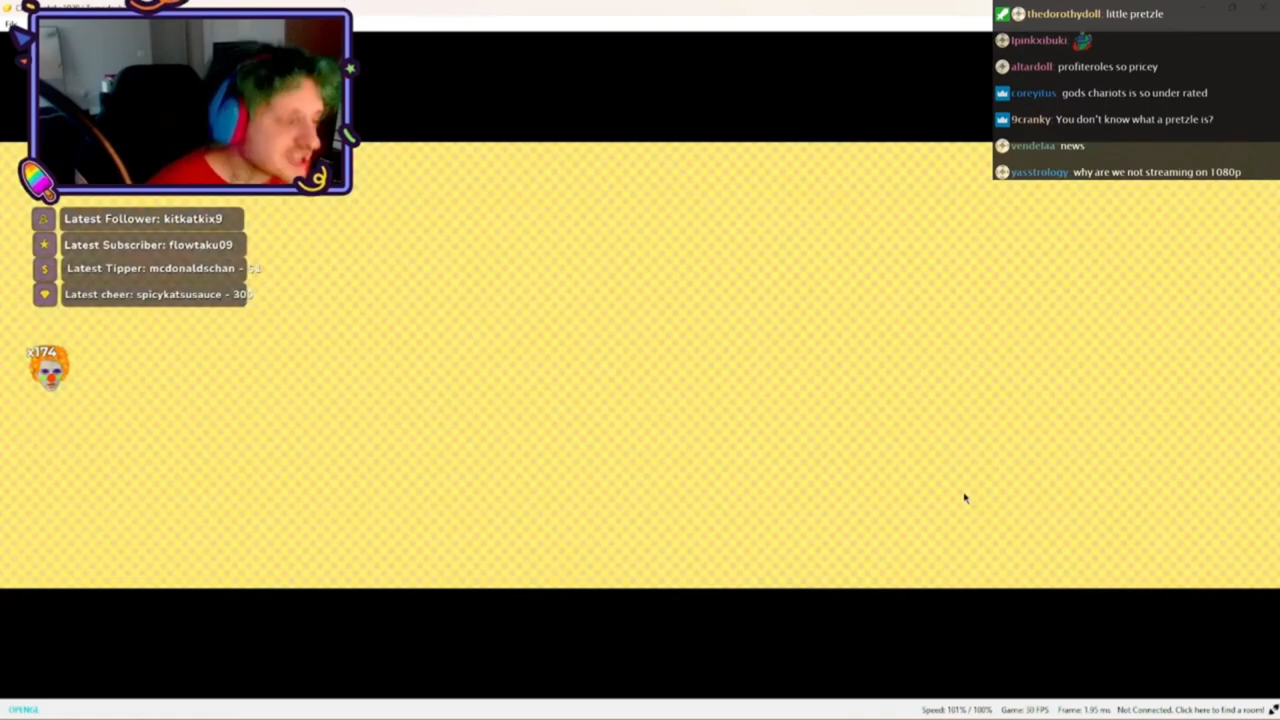 thedorothydoll: little pretzle
lpinkxibuki
altardoll: profiteroles so pricey
coreyitus gods chariots is so under rated
9cranky: You don't know what a pretzle is?
vendelaa news
yasstrology why are we not streaming on 1080p
Latest Follower: kitkatkix9
Latest Subscriber: flowtaku09
Latest Tipper: mcdonaldschan - $1
Latest cheer: spicykatsusauce - 300
x174
OPENGL
Speed: 101% / 100% Game: 30 FPS Frame: 1.95 ms Not Connected. Click here to find a room!